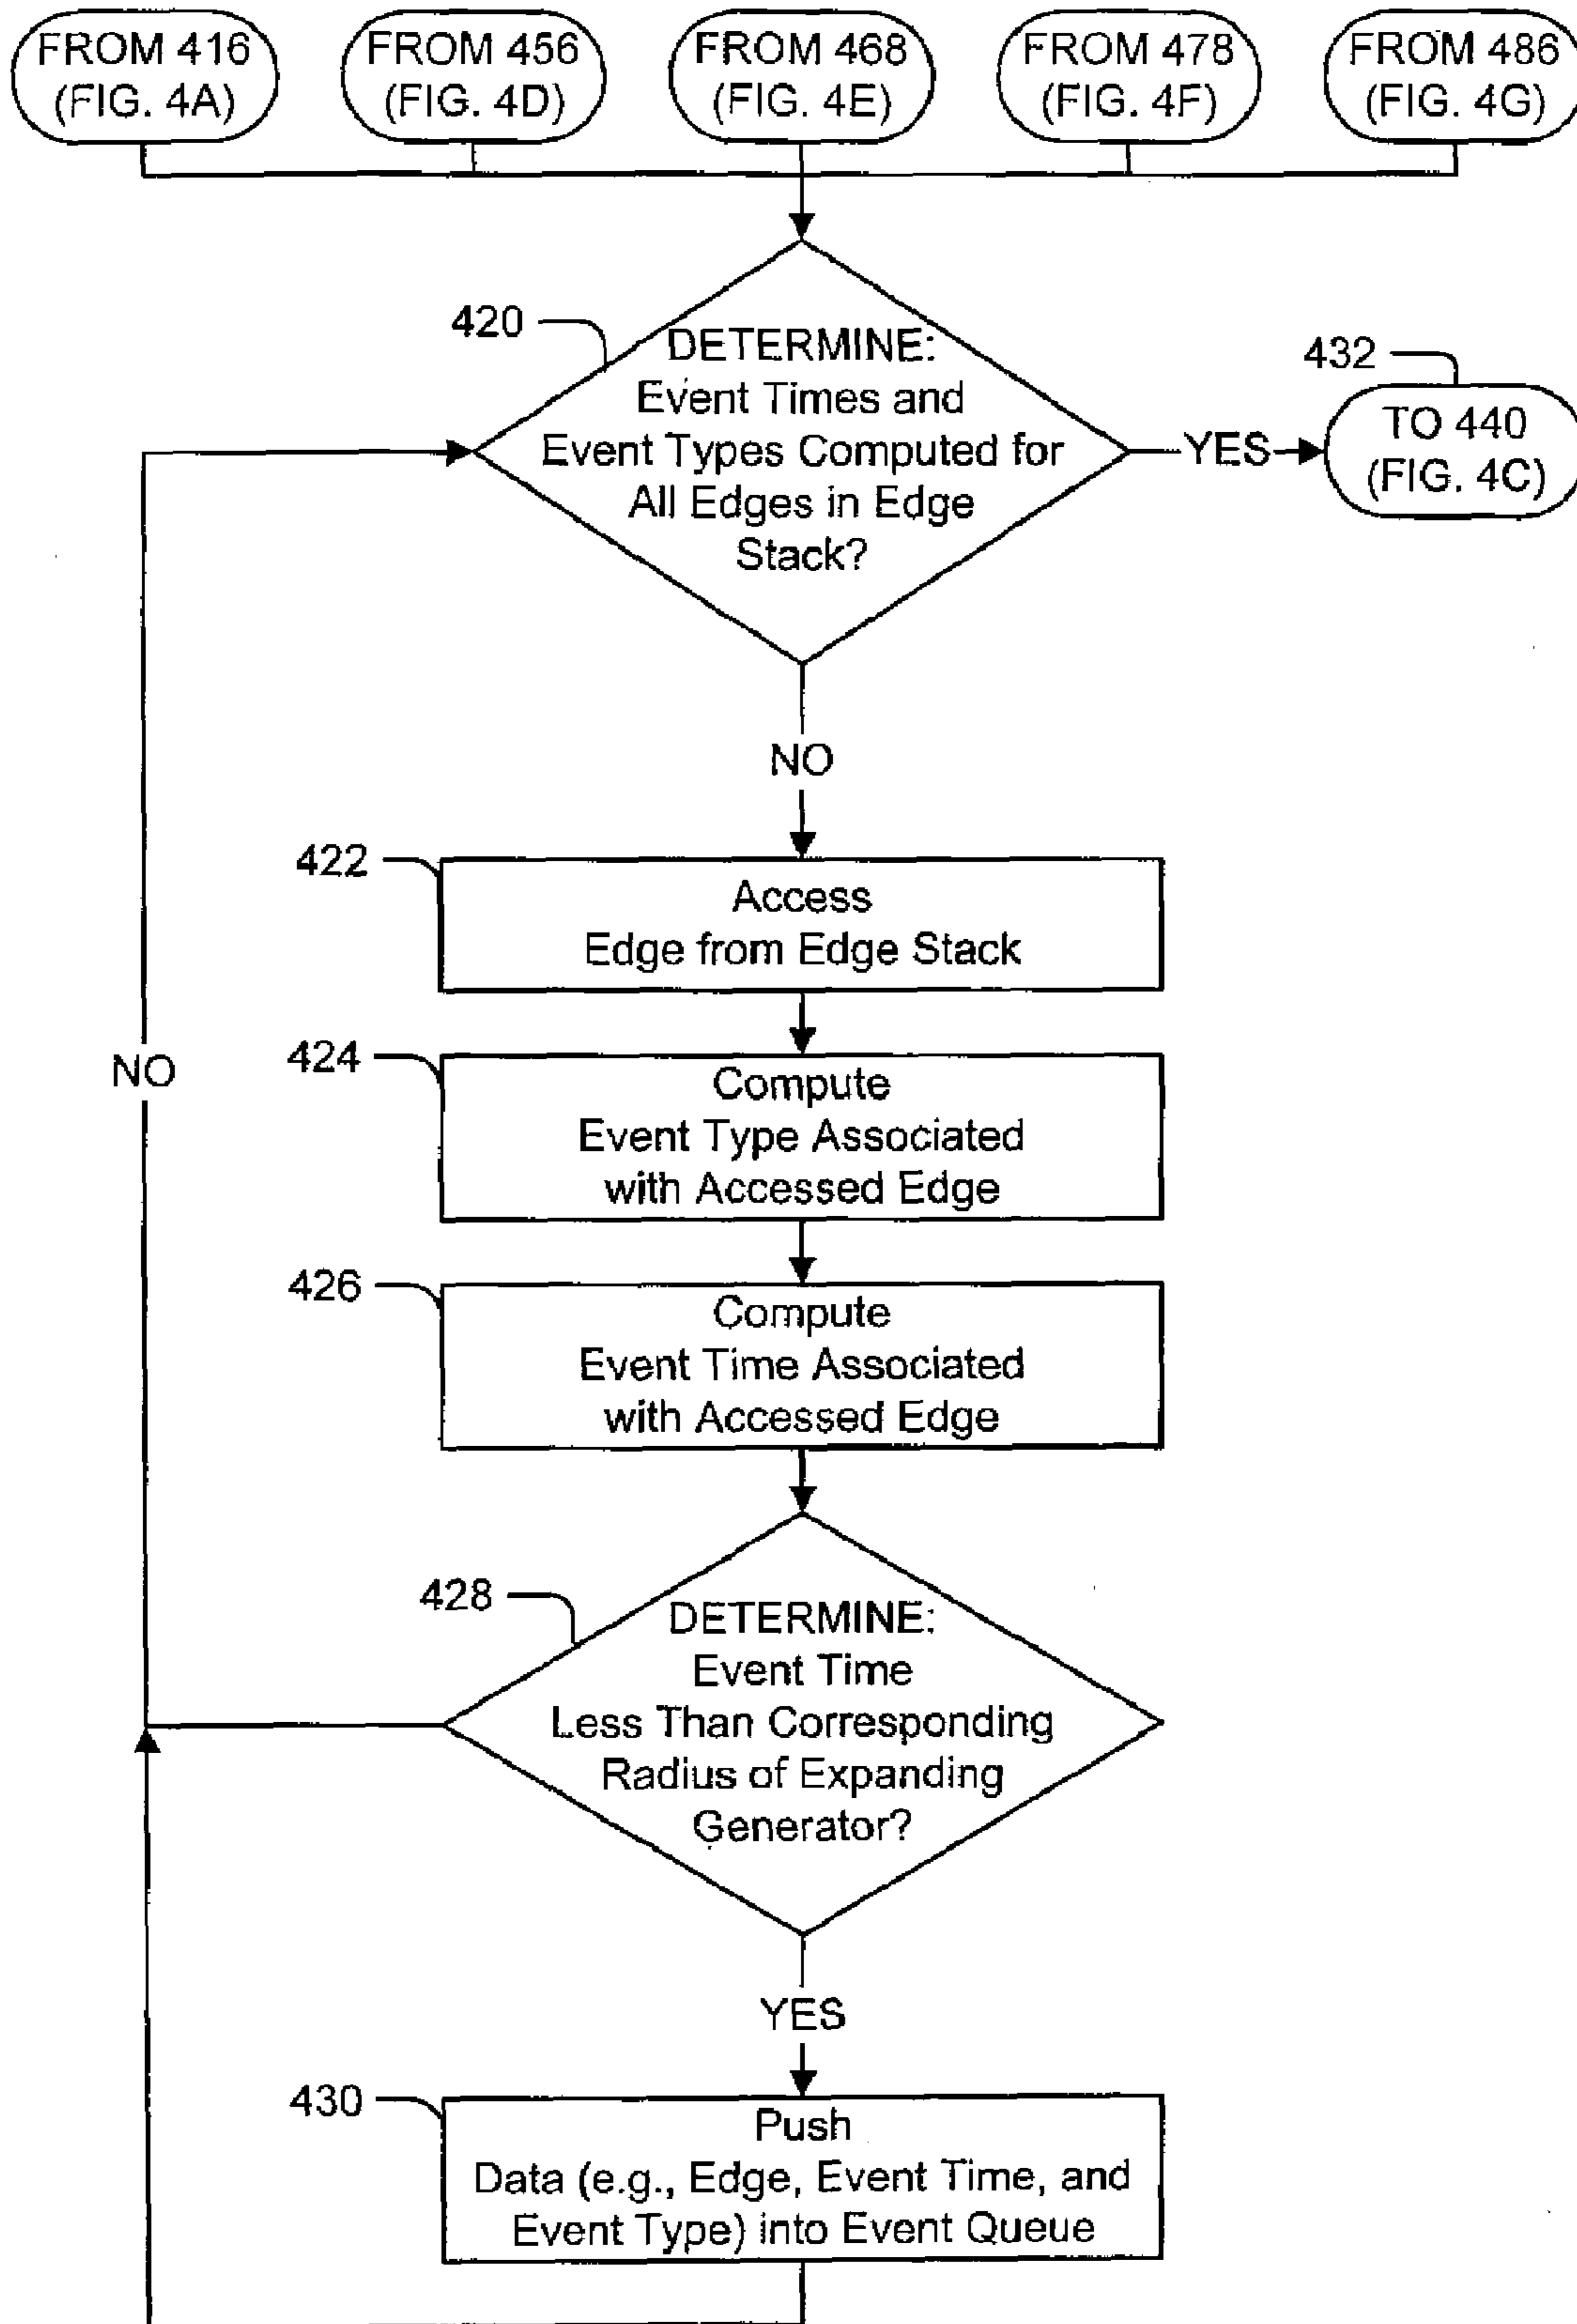 FROM 416
(FIG. 4A)
FROM 456
(FIG. 4D)
FROM 468
(FIG. 4E)
FROM 478
(FIG. 4F)
FROM 486
(FIG. 4G)
420
DETERMINE:
Event Times and
Event Types Computed for
All Edges in Edge
Stack?
YES
432
TO 440
(FIG. 4C)
NO
422
Access
Edge from Edge Stack
424
Compute
Event Type Associated
with Accessed Edge
NO
426
Compute
Event Time Associated
with Accessed Edge
428
DETERMINE:
Event Time
Less Than Corresponding
Radius of Expanding
Generator?
YES
430
Push
Data (e.g., Edge, Event Time, and
Event Type) into Event Queue